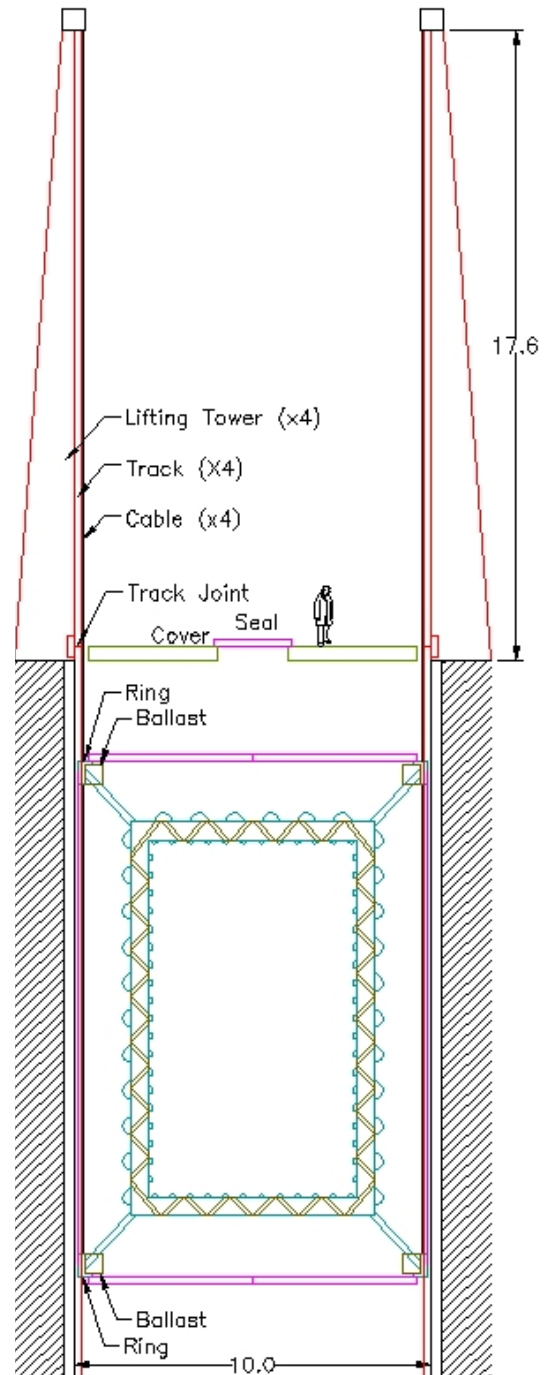 17.6
Lifting Tower (x4)
Track (X4)
Cable (x4)
Track Joint
Seal
Cover
Ring
Ballast
Ballast
Ring
10.0